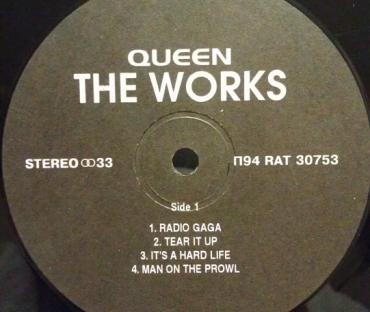 QUEEN
THE WORKS
STEREO 33
П94 RAT 30753
Side 1
1. RADIO GAGA
2. TEAR IT UP
3. IT'S A HARD LIFE
4. MAN ON THE PROWL